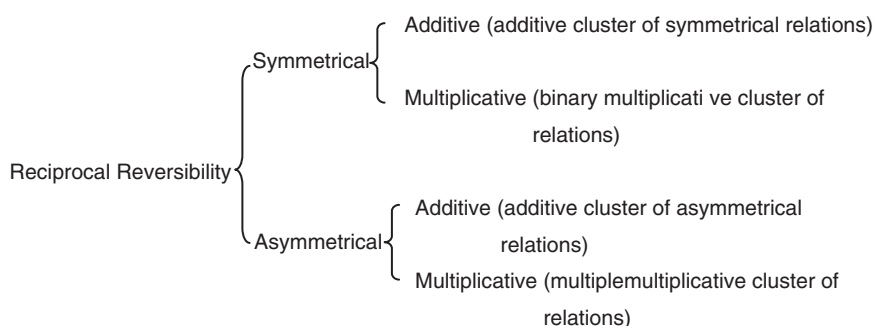 Additive (additive cluster of symmetrical relations)
Symmetrical
Multiplicative (binary multiplicati ve cluster of
relations)
Reciprocal Reversibility
Additive (additive cluster of asymmetrical
relations)
Asymmetrical
Multiplicative (multiplemultiplicative cluster of
relations)